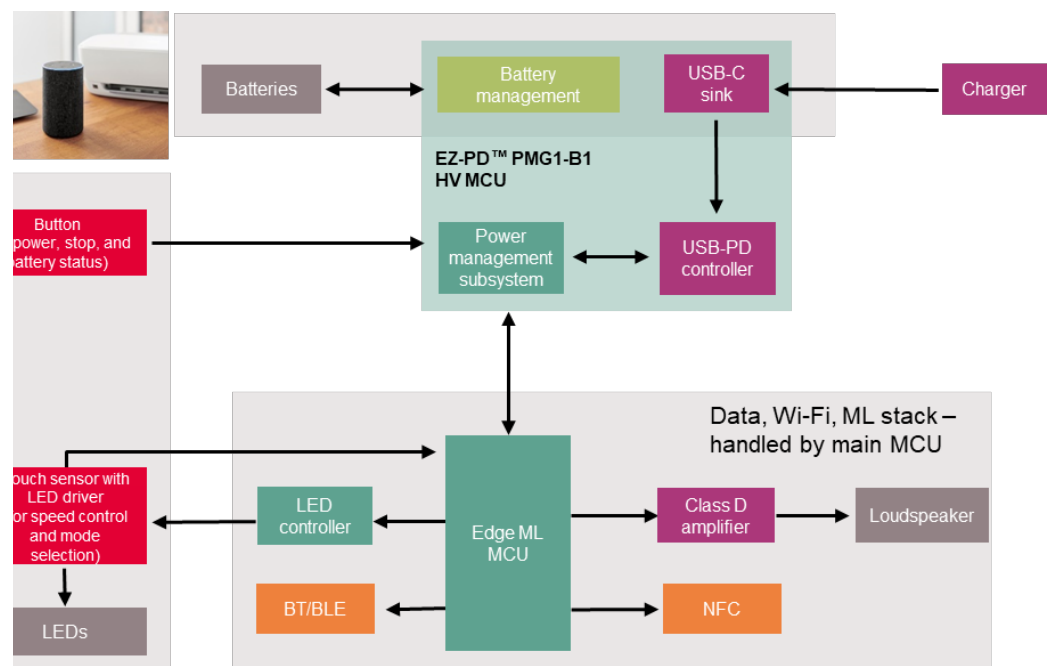 Batteries
Battery
management
USB-C
sink
Charger
EZ-PD™ PMG1-B1
HV MCU
Button
power, stop, and
battery status)
Power
management
subsystem
USB-PD
controller
Data, Wi-Fi, ML stack –
handled by main MCU
ouch sensor with
LED driver
or speed control
and mode
selection)
LED
controller
Edge ML
MCU
Class D
amplifier
Loudspeaker
BT/BLE
NFC
LEDs